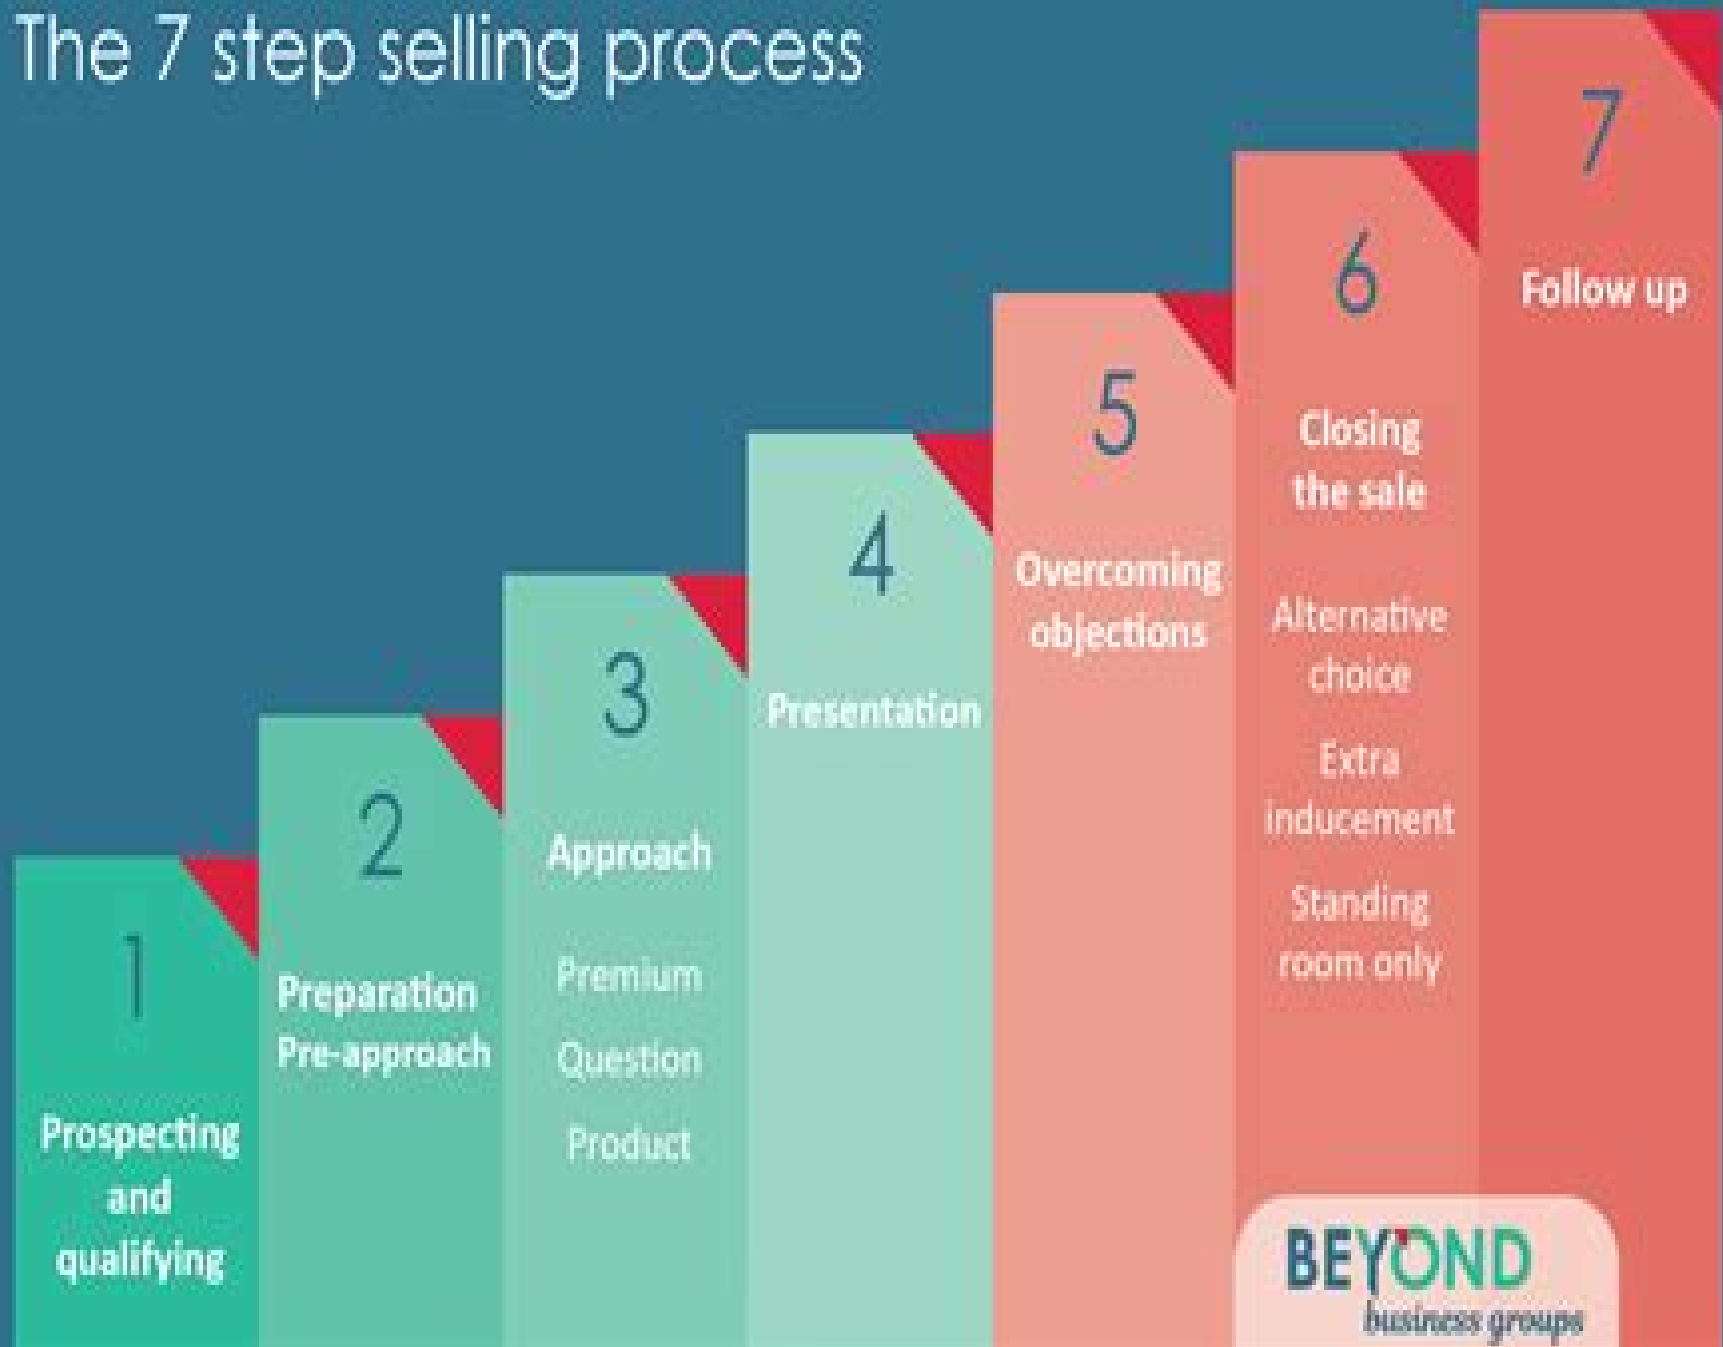 The 7 step selling process
1
Prospecting
and
qualifying
2
Preparation
Pre-approach
3
Approach
Premium
Question
Product
4
Presentation
5
Overcoming
objections
6
Closing
the sale
Alternative
choice
Extra
inducement
Standing
room only
7
Follow up
BEYOND
business groups